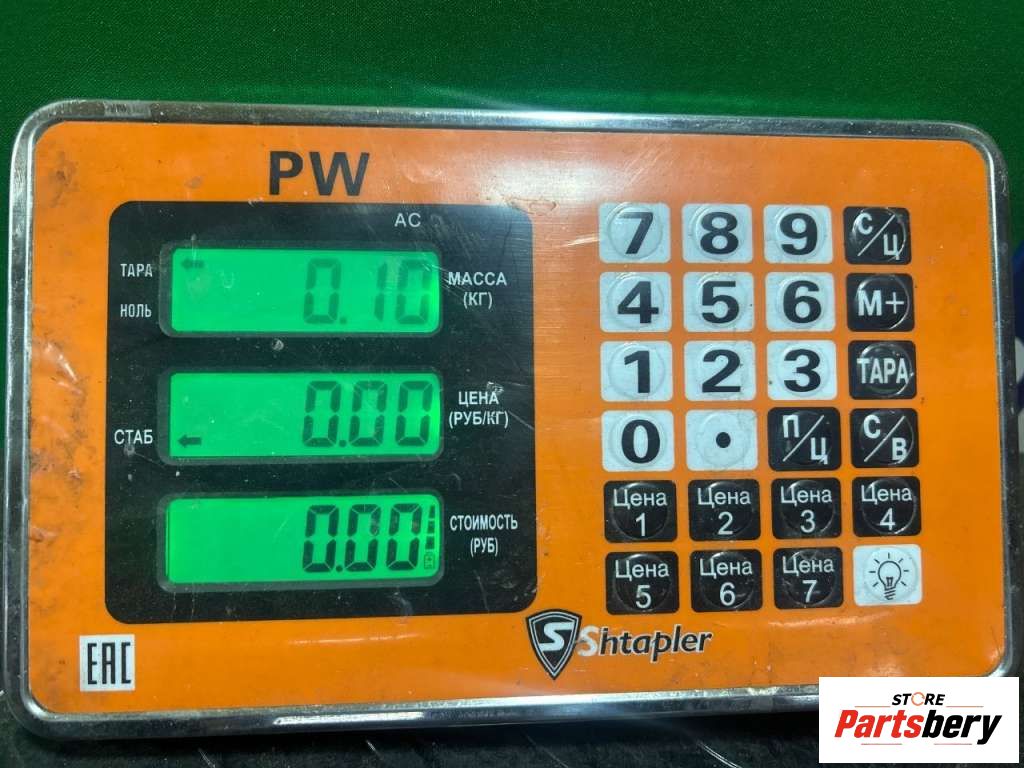 PW
AC
ТАРА
НОЛЬ
0.10
МАССА
(КГ)
СТАБ
0.00
ЦЕНА
(РУБ/КГ)
0.00
СТОИМОСТЬ
(РУБ)
7 8 9 С/Ц
4 5 6 М+
1 2 3 ТАРА
0 . П/Ц С/В
Цена 1 Цена 2 Цена 3 Цена 4
Цена 5 Цена 6 Цена 7
Shtapler
EAC
STORE
Partsbery